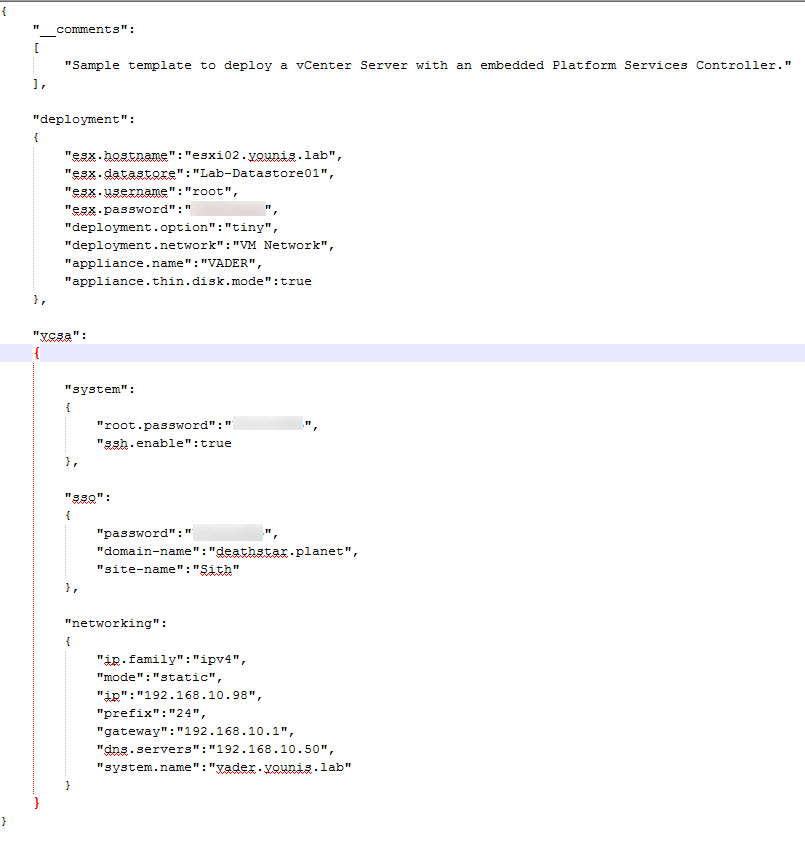 {
"__comments":
[
"Sample template to deploy a vCenter Server with an embedded Platform Services Controller."
],
"deployment":
{
"esx.hostname":"esxi02.younis.lab",
"esx.datastore":"Lab-Datastore01",
"esx.username":"root",
"esx.password":"",
"deployment.option":"tiny",
"deployment.network":"VM Network",
"appliance.name":"VADER",
"appliance.thin.disk.mode":true
},
"vcsa":
{
"system":
{
"root.password":"",
"ssh.enable":true
},
"sso":
{
"password":"",
"domain-name":"deathstar.planet",
"site-name":"Sith"
},
"networking":
{
"ip.family":"ipv4",
"mode":"static",
"ip":"192.168.10.98",
"prefix":"24",
"gateway":"192.168.10.1",
"dns.servers":"192.168.10.50",
"system.name":"vader.younis.lab"
}
}
}